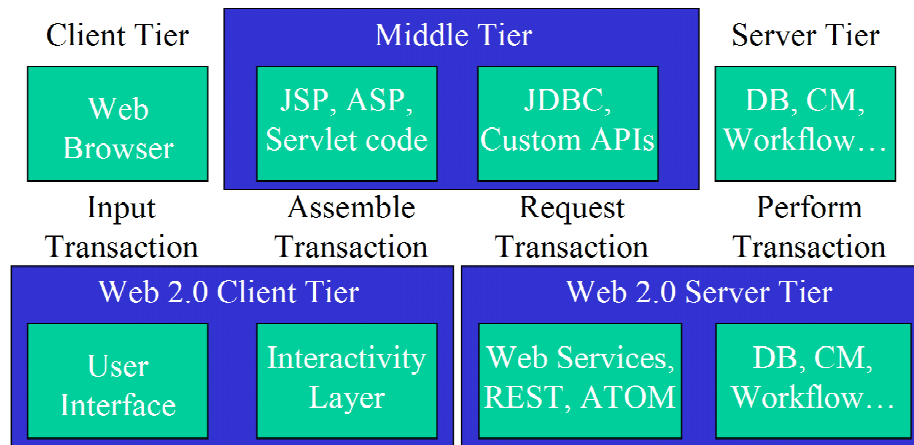 Client Tier
Middle Tier
Server Tier
Web
Browser
JSP, ASP,
Servlet code
JDBC,
Custom APIs
DB, CM,
Workflow…
Input
Transaction
Assemble
Transaction
Request
Transaction
Perform
Transaction
Web 2.0 Client Tier
Web 2.0 Server Tier
User
Interface
Interactivity
Layer
Web Services,
REST, ATOM
DB, CM,
Workflow…